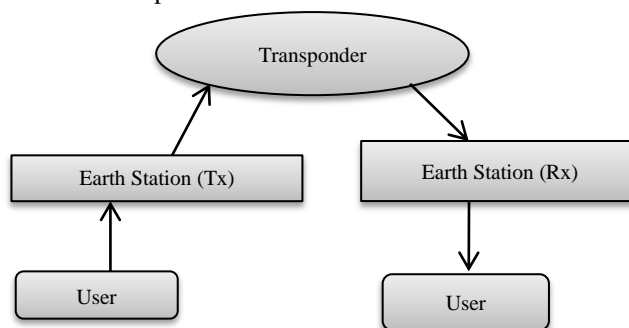 Transponder
Earth Station (Tx)
Earth Station (Rx)
User
User